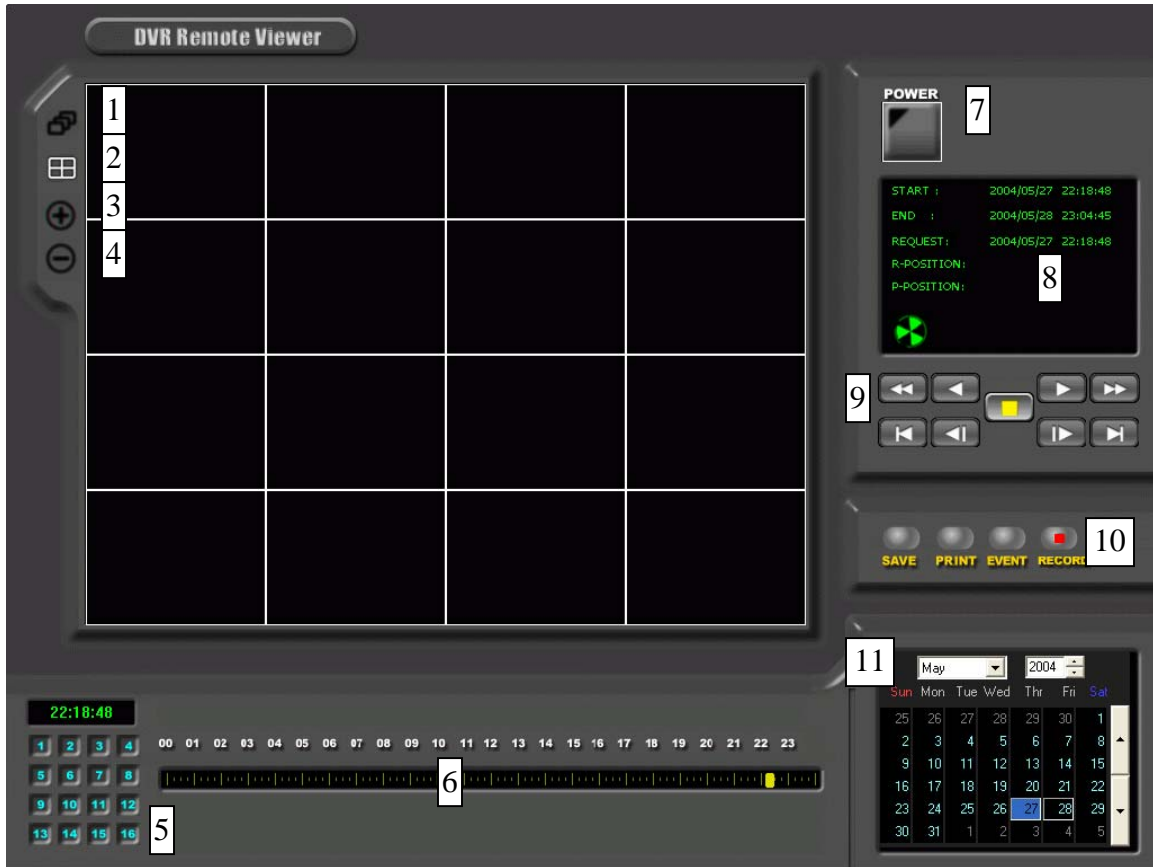 DVR Remote Viewer
1
2
3
4
POWER
7
START : 2004/05/27 22:18:48
END : 2004/05/28 23:04:45
REQUEST: 2004/05/27 22:18:48
R-POSITION:
P-POSITION:
8
9
SAVE PRINT EVENT RECORD
10
11
May 2004
Sun Mon Tue Wed Thr Fri Sat
25 26 27 28 29 30 1
2 3 4 5 6 7 8
9 10 11 12 13 14 15
16 17 18 19 20 21 22
23 24 25 26 27 28 29
30 31 1 2 3 4 5
22:18:48
1 2 3 4
5 6 7 8
9 10 11 12
13 14 15 16
5
00 01 02 03 04 05 06 07 08 09 10 11 12 13 14 15 16 17 18 19 20 21 22 23
6